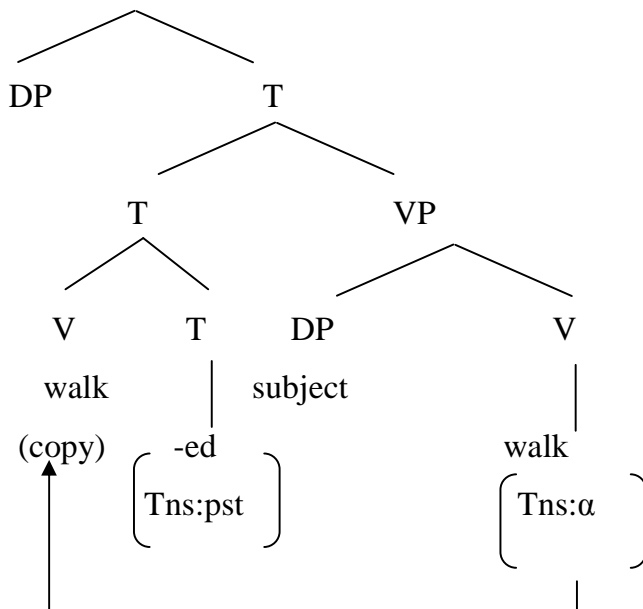 DP T
T VP
V T DP V
walk subject
(copy) -ed walk
Tns:pst Tns:α